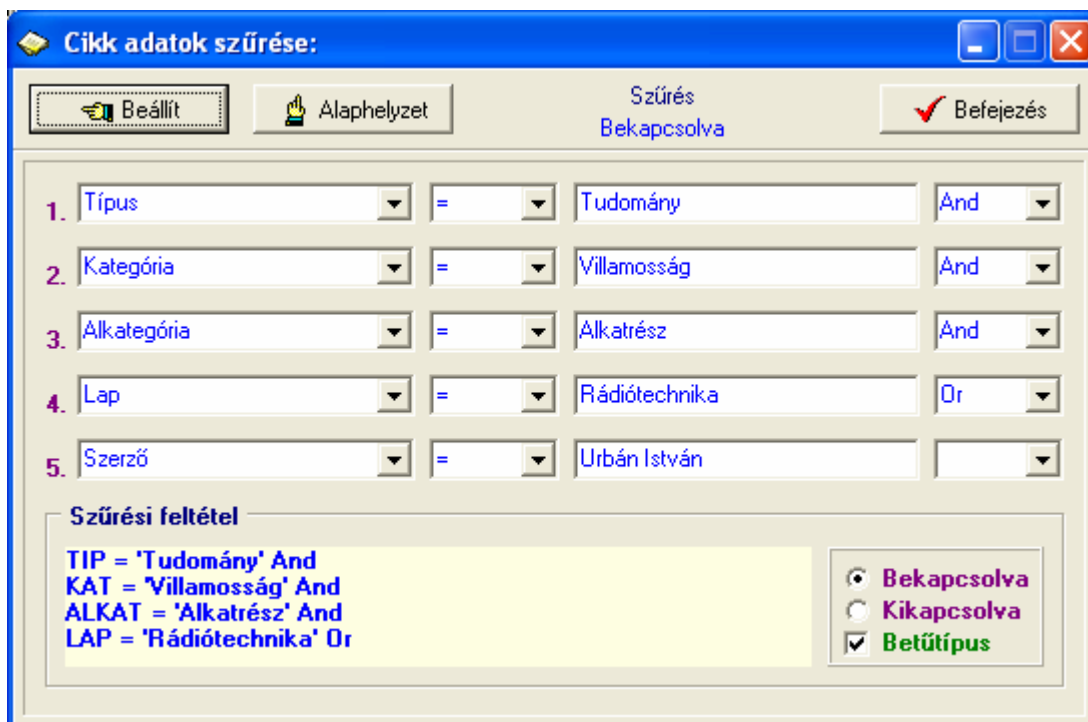 Cikk adatok szűrése:
Beállít Alaphelyzet Szűrés Befejezés
Bekapcsolva
1. Típus = Tudomány And
2. Kategória = Villamosság And
3. Alkategória = Alkatrész And
4. Lap = Rádiótechnika Or
5. Szerző = Urbán István
Szűrési feltétel
TIP = 'Tudomány' And
KAT = 'Villamosság' And
ALKAT = 'Alkatrész' And
LAP = 'Rádiótechnika' Or
Bekapcsolva
Kikapcsolva
Betűtípus